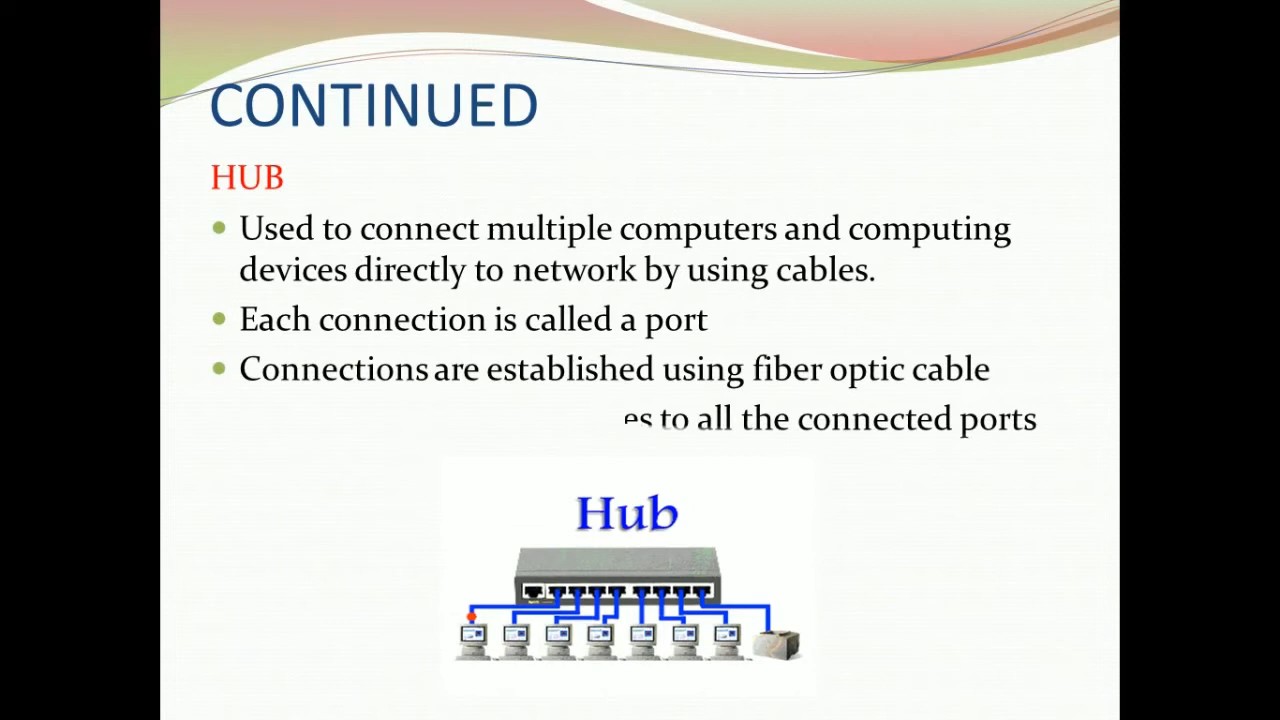 CONTINUED
HUB
Used to connect multiple computers and computing
devices directly to network by using cables.
Each connection is called a port
Connections are established using fiber optic cable
to all the connected ports
Hub